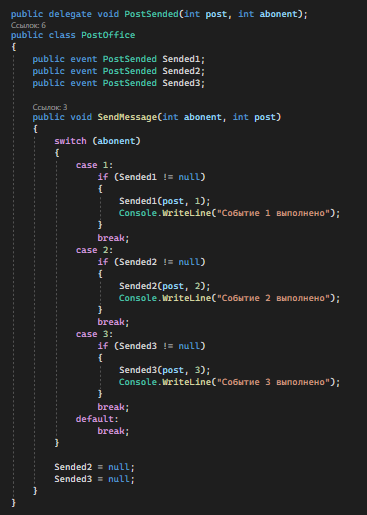 public delegate void PostSended(int post, int abonent);
Ссылок: 6
public class PostOffice
{
    public event PostSended Sended1;
    public event PostSended Sended2;
    public event PostSended Sended3;

    Ссылок: 3
    public void SendMessage(int abonent, int post)
    {
        switch (abonent)
        {
            case 1:
                if (Sended1 != null)
                {
                    Sended1(post, 1);
                    Console.WriteLine("Событие 1 выполнено");
                }
                break;
            case 2:
                if (Sended2 != null)
                {
                    Sended2(post, 2);
                    Console.WriteLine("Событие 2 выполнено");
                }
                break;
            case 3:
                if (Sended3 != null)
                {
                    Sended3(post, 3);
                    Console.WriteLine("Событие 3 выполнено");
                }
                break;
            default:
                break;
        }

        Sended2 = null;
        Sended3 = null;
    }
}